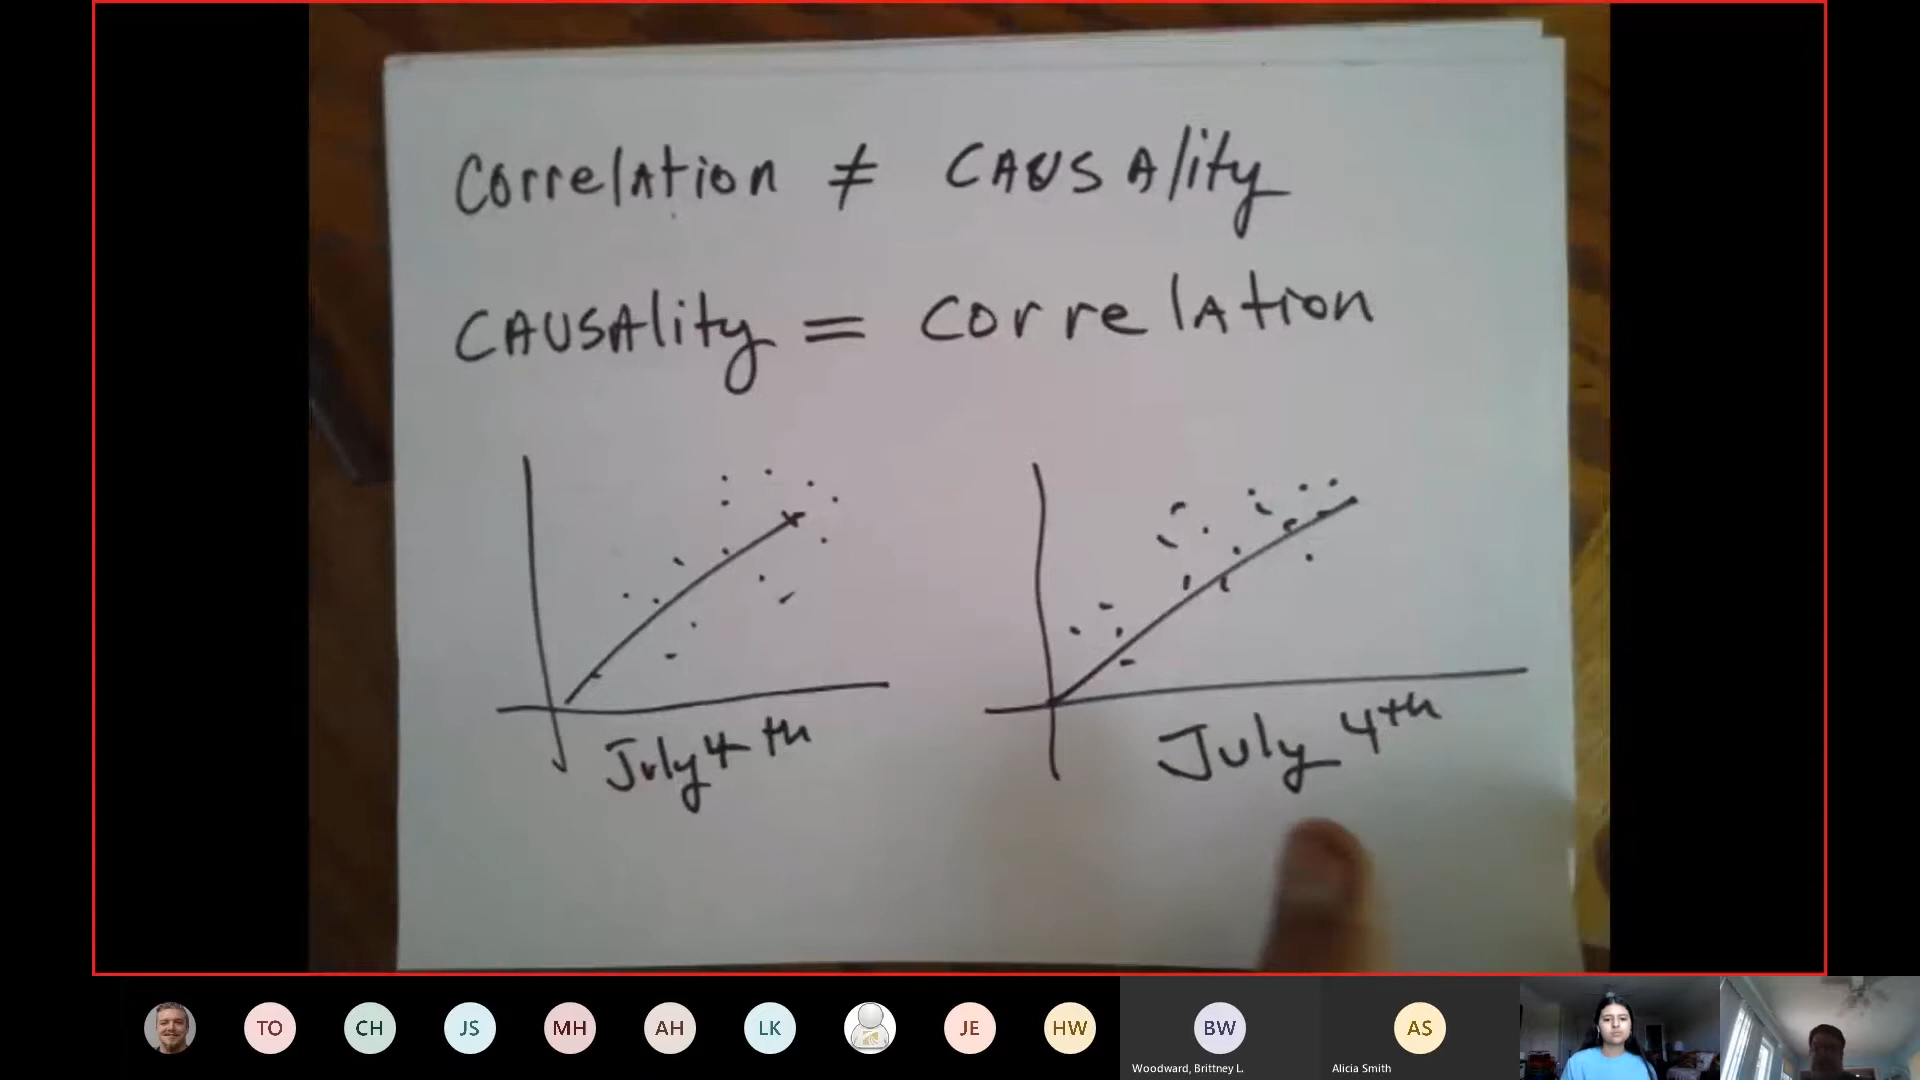 Correlation ≠ CAUSAlity
CAUSAlity = Correlation
July 4th
July 4th
TO
CH
JS
MH
AH
LK
JE
HW
BW
AS
Woodward, Brittney L.
Alicia Smith